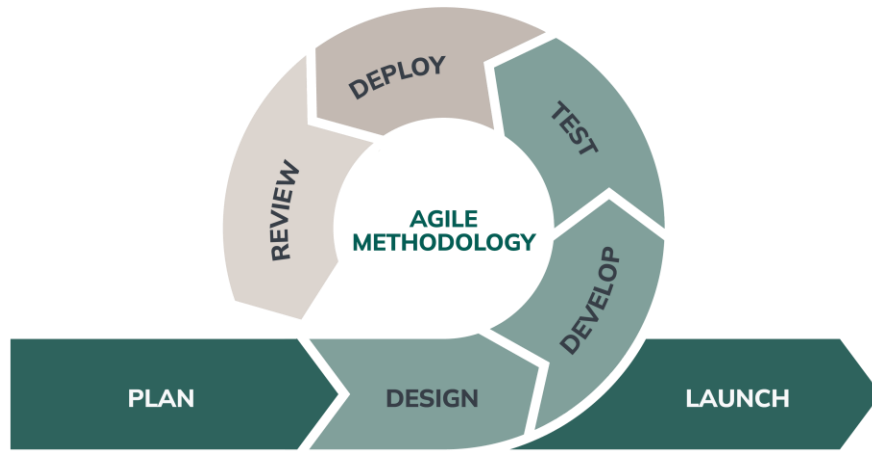 DEPLOY
TEST
REVIEW
AGILE
METHODOLOGY
DEVELOP
PLAN
DESIGN
LAUNCH